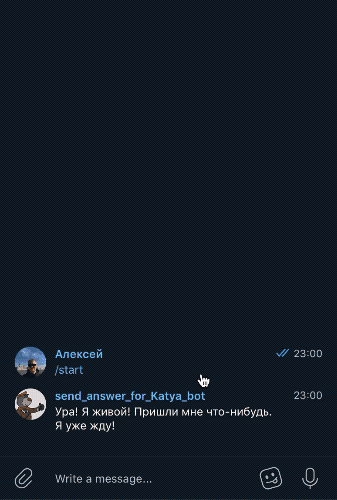 Алексей
23:00
/start
send_answer_for_Katya_bot
23:00
Ура! Я живой! Пришли мне что-нибудь.
Я уже жду!
Write a message...